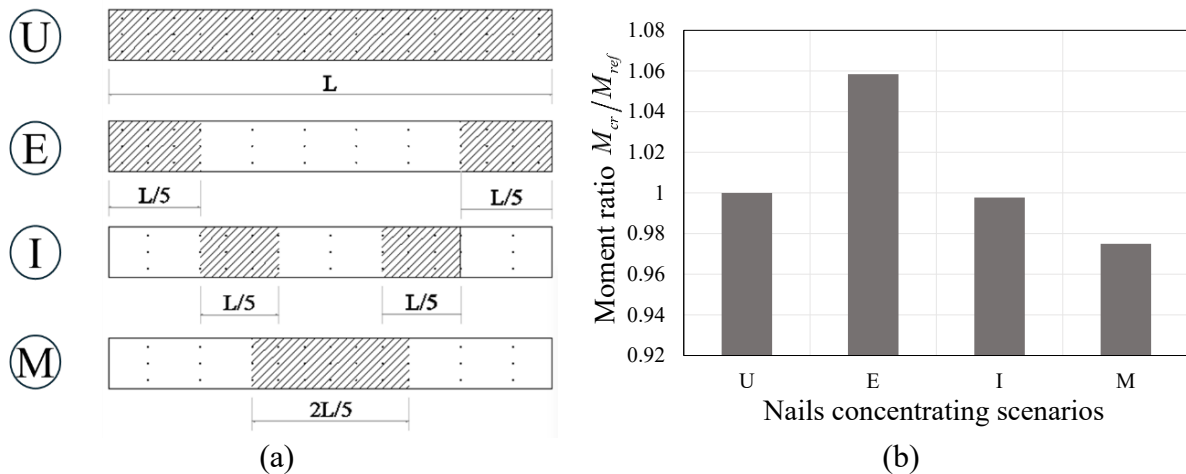 U
L
E
L/5
L/5
I
L/5
L/5
M
2L/5
(a)
Moment ratio M_cr/M_ref
1.08
1.06
1.04
1.02
1
0.98
0.96
0.94
0.92
U E I M
Nails concentrating scenarios
(b)